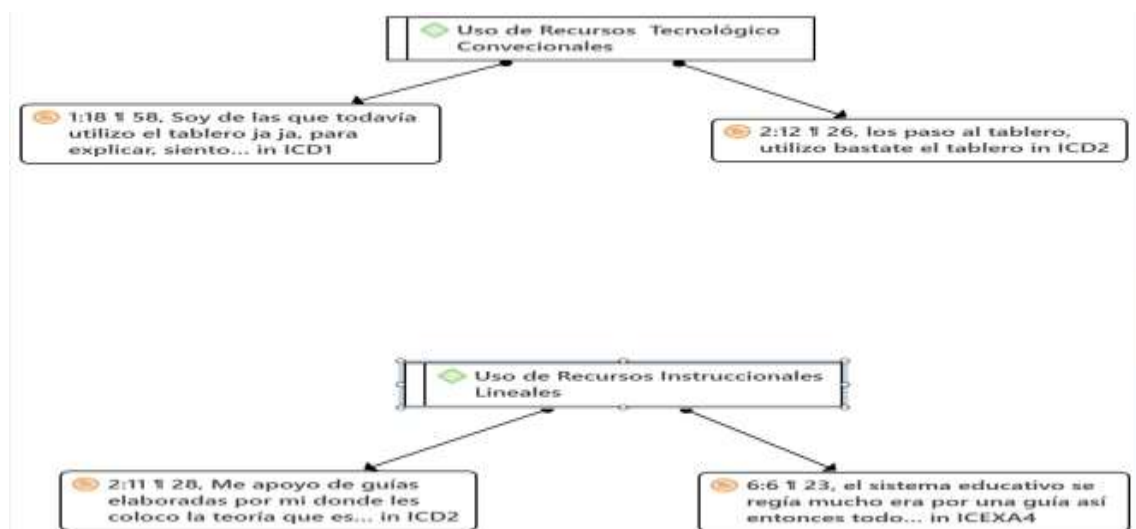 Uso de Recursos Tecnológico
Convecionales
1:18 ¶ 58, Soy de las que todavía
utilizo el tablero ja ja, para
explicar, siento... in ICD1
2:12 ¶ 26, los paso al tablero,
utilizo bastate el tablero in ICD2
Uso de Recursos Instruccionales
Lineales
2:11 ¶ 28, Me apoyo de guías
elaboradas por mi donde les
coloco la teoría que es... in ICD2
6:6 ¶ 23, el sistema educativo se
regía mucho era por una guía así
entonces todo... in ICEXA4